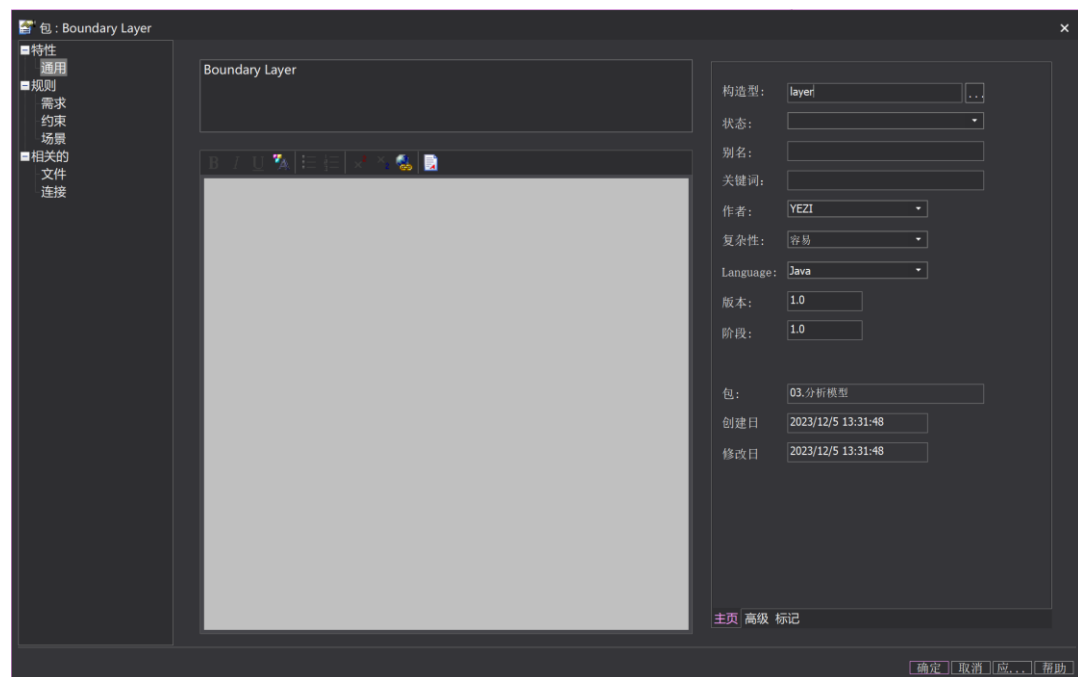 包 : Boundary Layer
特性
通用
规则
需求
约束
场景
相关的
文件
连接
Boundary Layer
B I U
构造型: layer ...
状态:
别名:
关键词:
作者: YEZI
复杂性: 容易
Language: Java
版本: 1.0
阶段: 1.0
包: 03.分析模型
创建日 2023/12/5 13:31:48
修改日 2023/12/5 13:31:48
主页 高级 标记
确定 取消 应... 帮助